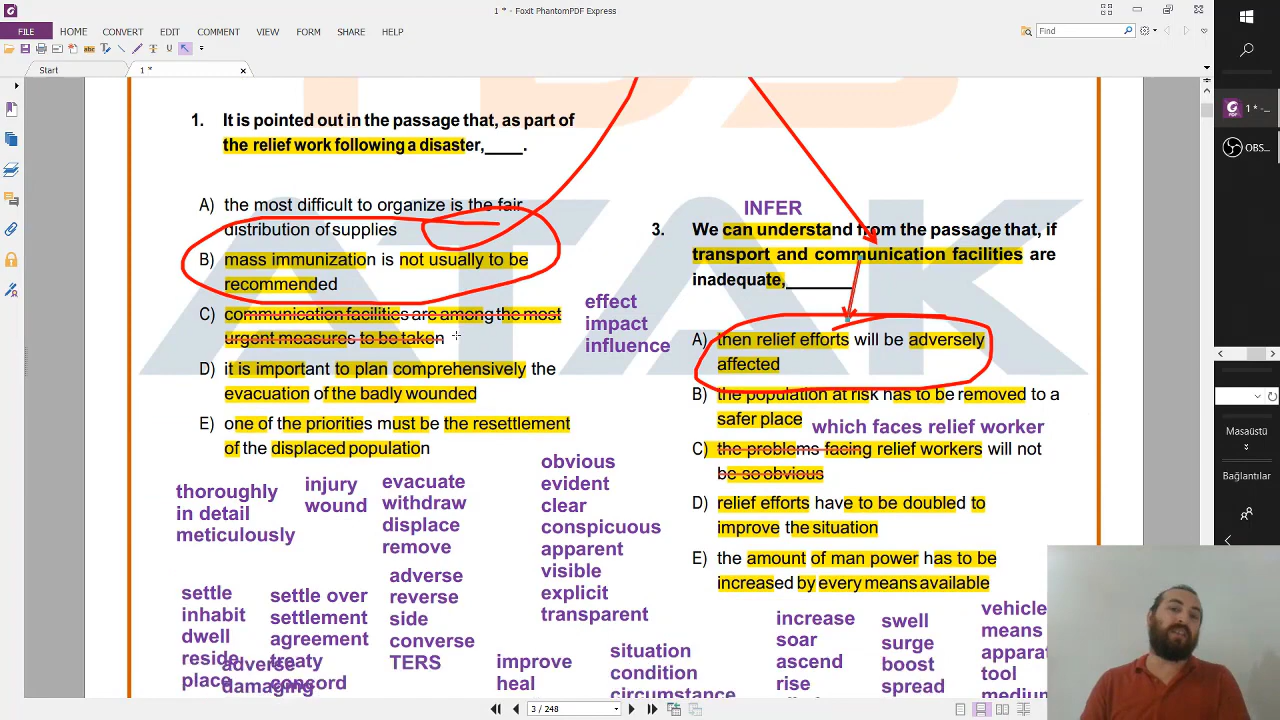 1 * - Foxit PhantomPDF Express
FILE
HOME
CONVERT
EDIT
COMMENT
VIEW
FORM
SHARE
HELP
Find
Start
1 *
1. It is pointed out in the passage that, as part of
the relief work following a disaster,____.
A) the most difficult to organize is the fair
distribution of supplies
B) mass immunization is not usually to be
recommended
C) communication facilities are among the most
urgent measures to be taken
D) it is important to plan comprehensively the
evacuation of the badly wounded
E) one of the priorities must be the resettlement
of the displaced population
effect
impact
influence
INFER
3. We can understand from the passage that, if
transport and communication facilities are
inadequate,________
A) then relief efforts will be adversely
affected
B) the population at risk has to be removed to a
safer place
which faces relief worker
C) the problems facing relief workers will not
be so obvious
D) relief efforts have to be doubled to
improve the situation
E) the amount of man power has to be
increased by every means available
thoroughly
in detail
meticulously
injury
wound
evacuate
withdraw
displace
remove
obvious
evident
clear
conspicuous
apparent
visible
explicit
transparent
settle
inhabit
dwell
reside
place
adverse
damaging
settle over
settlement
agreement
treaty
concord
adverse
reverse
side
converse
TERS
improve
heal
situation
condition
circumstance
increase
soar
ascend
rise
swell
surge
boost
spread
vehicle
means
appara
tool
medium
3 / 248
1 * -
OBS...
Masaüstü
Bağlantılar